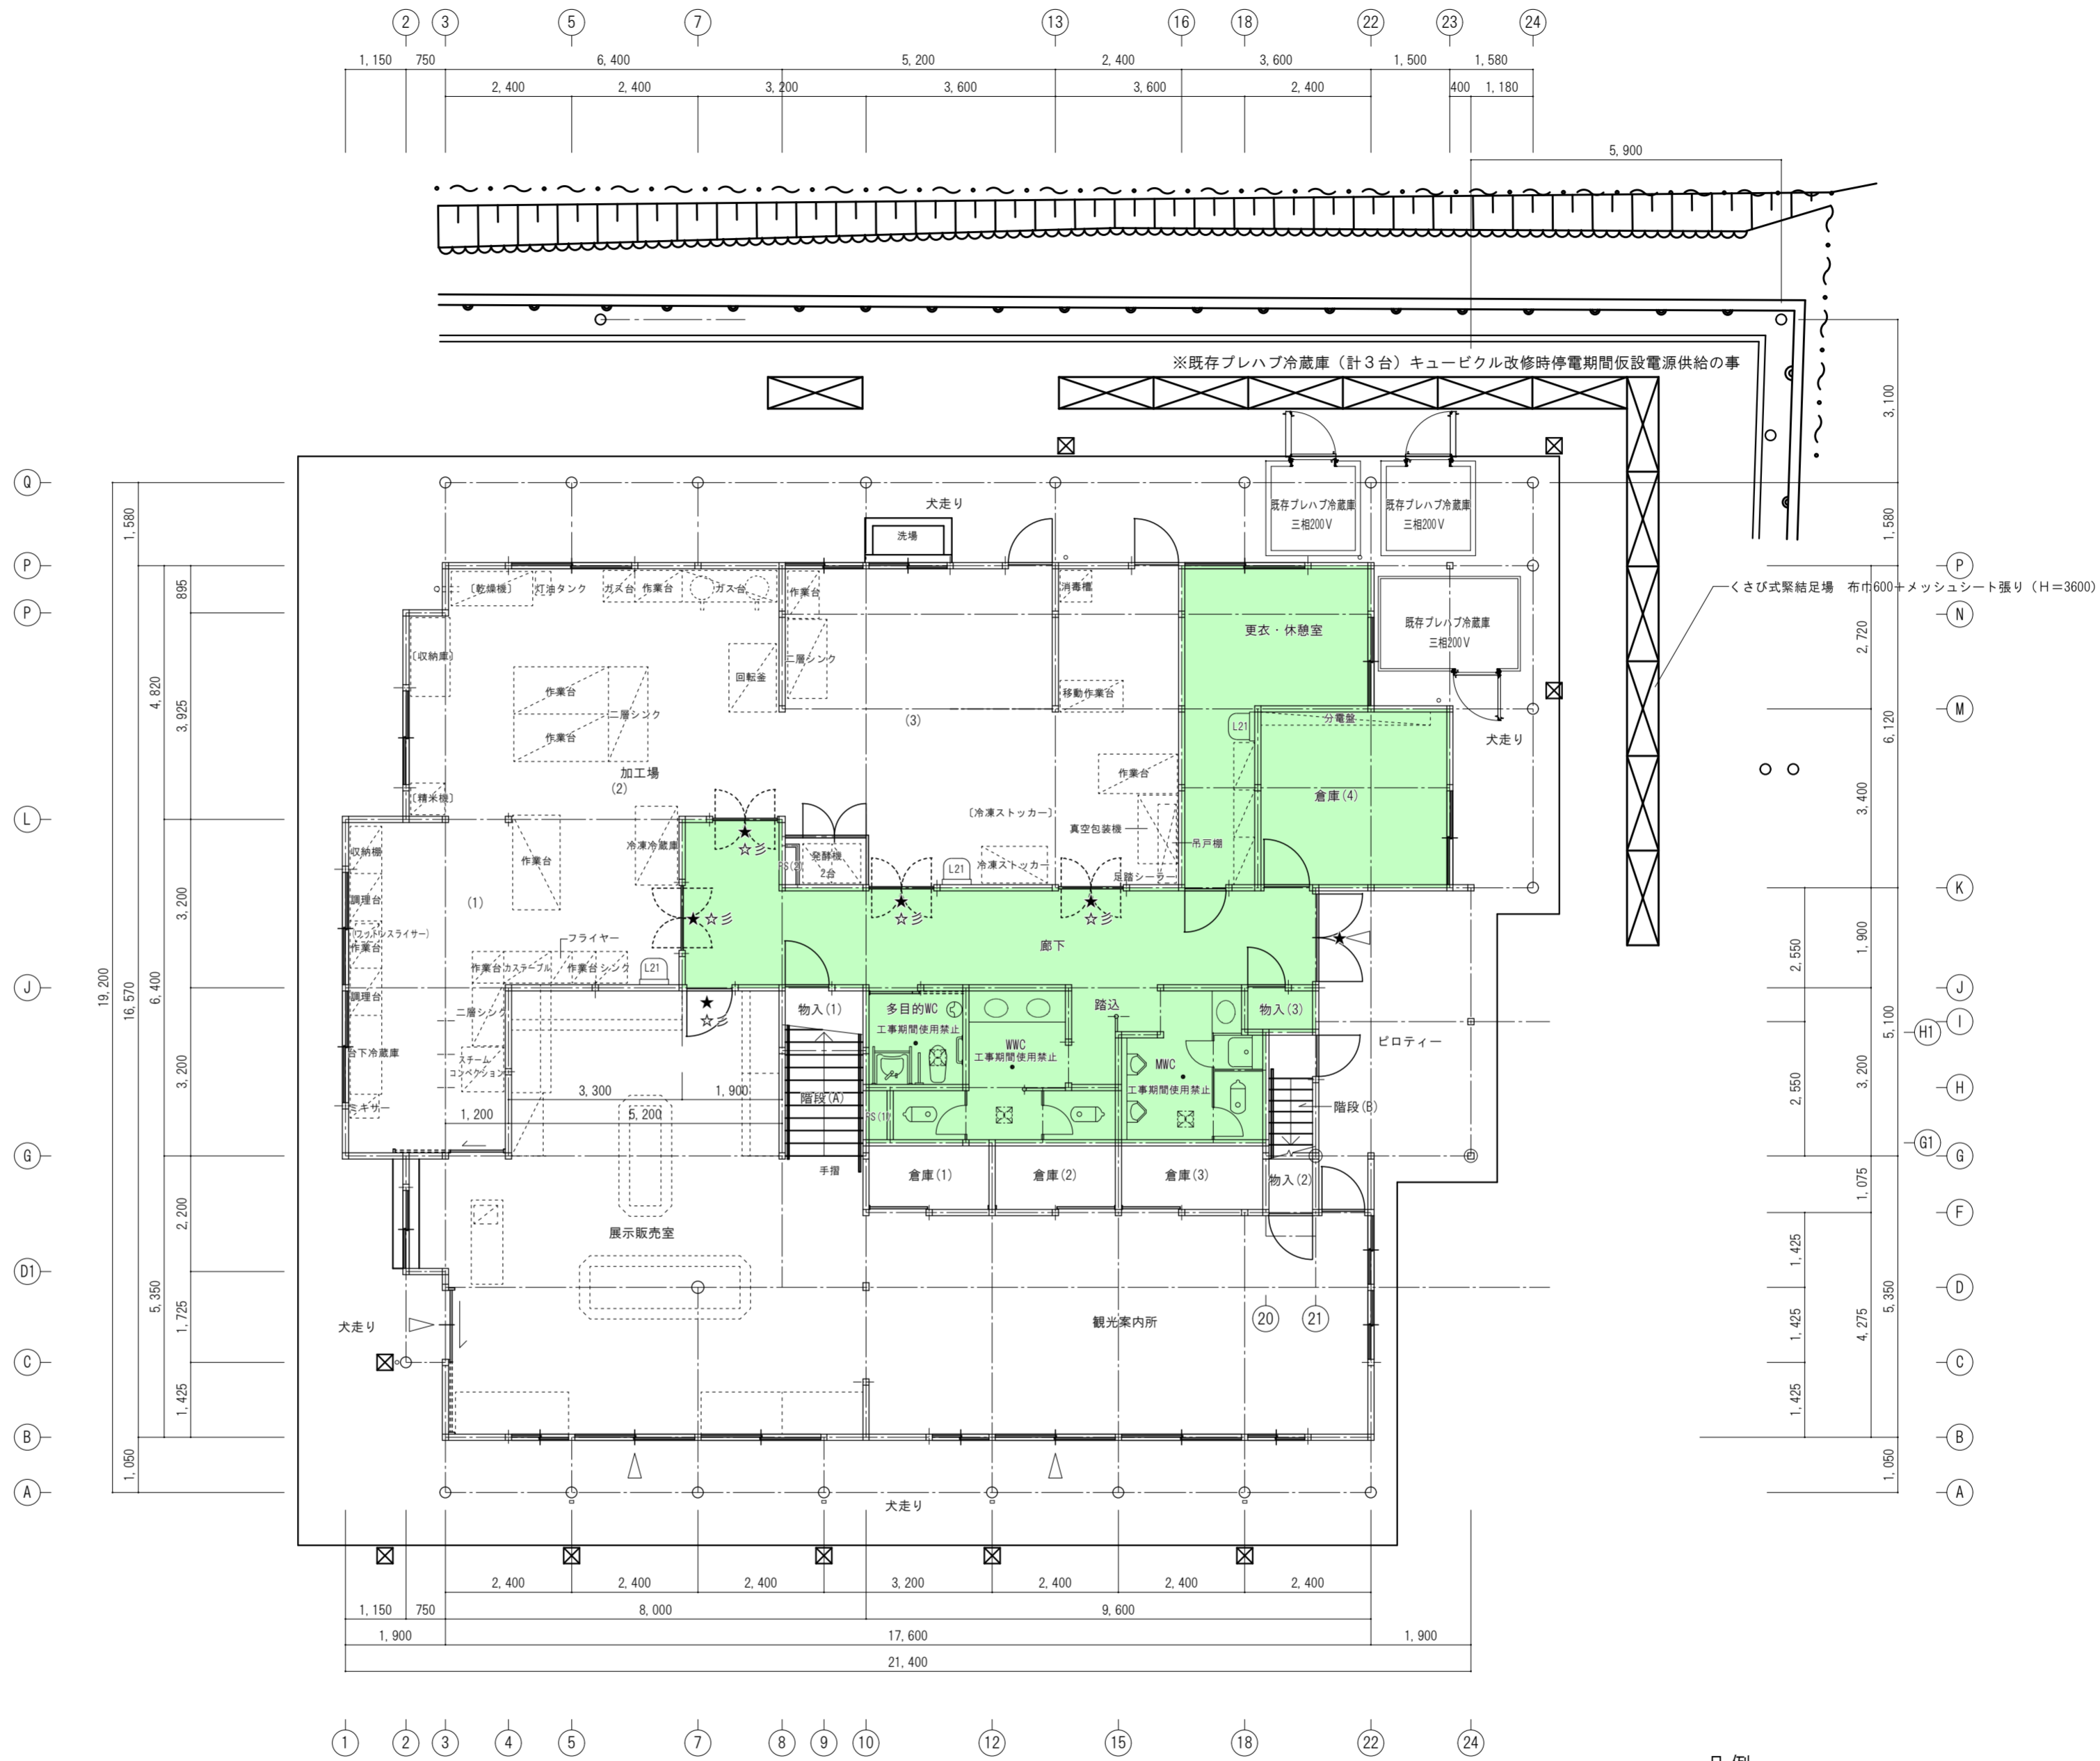 2 3 5 7 13 16 18 22 23 24
1,150 750 6,400 5,200 2,400 3,600 1,500 1,580
2,400 2,400 3,200 3,600 3,600 2,400 400 1,180
5,900
※既存プレハブ冷蔵庫（計３台）キュービクル改修時停電期間仮設電源供給の事
3,100
Q
犬走り
既存プレハブ冷蔵庫
三相200Ｖ
既存プレハブ冷蔵庫
三相200Ｖ
洗場
1,580
1,580
P
P
〔乾燥機〕
灯油タンク
ガス台
作業台
ガス台
作業台
消毒槽
くさび式緊結足場　布巾600＋メッシュシート張り（Ｈ＝3600）
895
P
N
更衣・休憩室
既存プレハブ冷蔵庫
三相200Ｖ
〔収納庫〕
二層シンク
回転釜
作業台
移動作業台
2,720
4,820
3,925
二層シンク
(3)
M
分電盤
L21
作業台
犬走り
6,120
加工場
(2)
作業台
倉庫(4)
〔精米機〕
〔冷凍ストッカー〕
3,400
L
真空包装機
★
☆彡
吊戸棚
収納棚
作業台
冷凍冷蔵庫
発酵機
2台
L21
冷凍ストッカー
足踏シーラー
K
調理台
(1)
★
☆彡
★
☆彡
★☆彡
3,200
19,200
16,570
6,400
作業台
フライヤー
廊下
★
1,900
2,550
作業台
ガステーブル
作業台
シンク
L21
J
J
調理台
二層シンク
★
☆彡
物入(1)
多目的WC
工事期間使用禁止
踏込
物入(3)
I
ピロティー
H1
5,100
台下冷蔵庫
スチーム
コンベクション
WWC
工事期間使用禁止
MWC
工事期間使用禁止
3,200
3,200
H
ミキサー
3,300
1,900
階段(A)
階段(B)
2,550
1,200
5,200
G1
G
G
手摺
倉庫(1)
倉庫(2)
倉庫(3)
物入(2)
1,075
2,200
F
展示販売室
1,425
D1
D
5,350
1,725
犬走り
観光案内所
20
21
1,425
4,275
5,350
C
C
1,425
1,425
B
B
1,050
1,050
A
A
犬走り
2,400 2,400 2,400 3,200 2,400 2,400 2,400
1,150 750 8,000 9,600
1,900 17,600 1,900
21,400
1 2 3 4 5 7 8 9 10 12 15 18 22 24